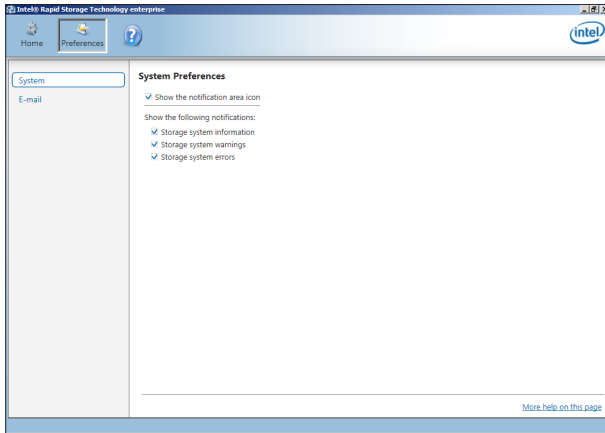 Intel® Rapid Storage Technology enterprise
Home
Preferences
?
intel
System
E-mail
System Preferences
Show the notification area icon
Show the following notifications:
Storage system information
Storage system warnings
Storage system errors
More help on this page